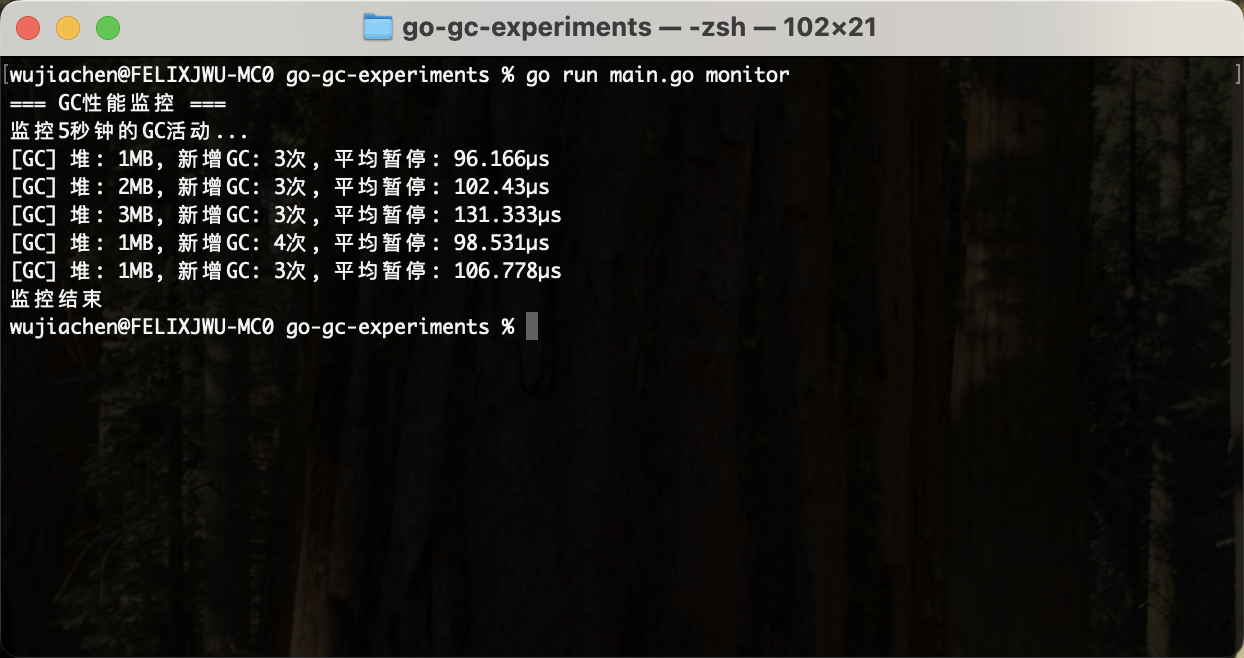 go-gc-experiments — -zsh — 102×21
[wujiachen@FELIXJWU-MC0 go-gc-experiments % go run main.go monitor ]
=== GC性能监控 ===
监控5秒钟的GC活动...
[GC] 堆: 1MB, 新增GC: 3次, 平均暂停: 96.166µs
[GC] 堆: 2MB, 新增GC: 3次, 平均暂停: 102.43µs
[GC] 堆: 3MB, 新增GC: 3次, 平均暂停: 131.333µs
[GC] 堆: 1MB, 新增GC: 4次, 平均暂停: 98.531µs
[GC] 堆: 1MB, 新增GC: 3次, 平均暂停: 106.778µs
监控结束
wujiachen@FELIXJWU-MC0 go-gc-experiments %